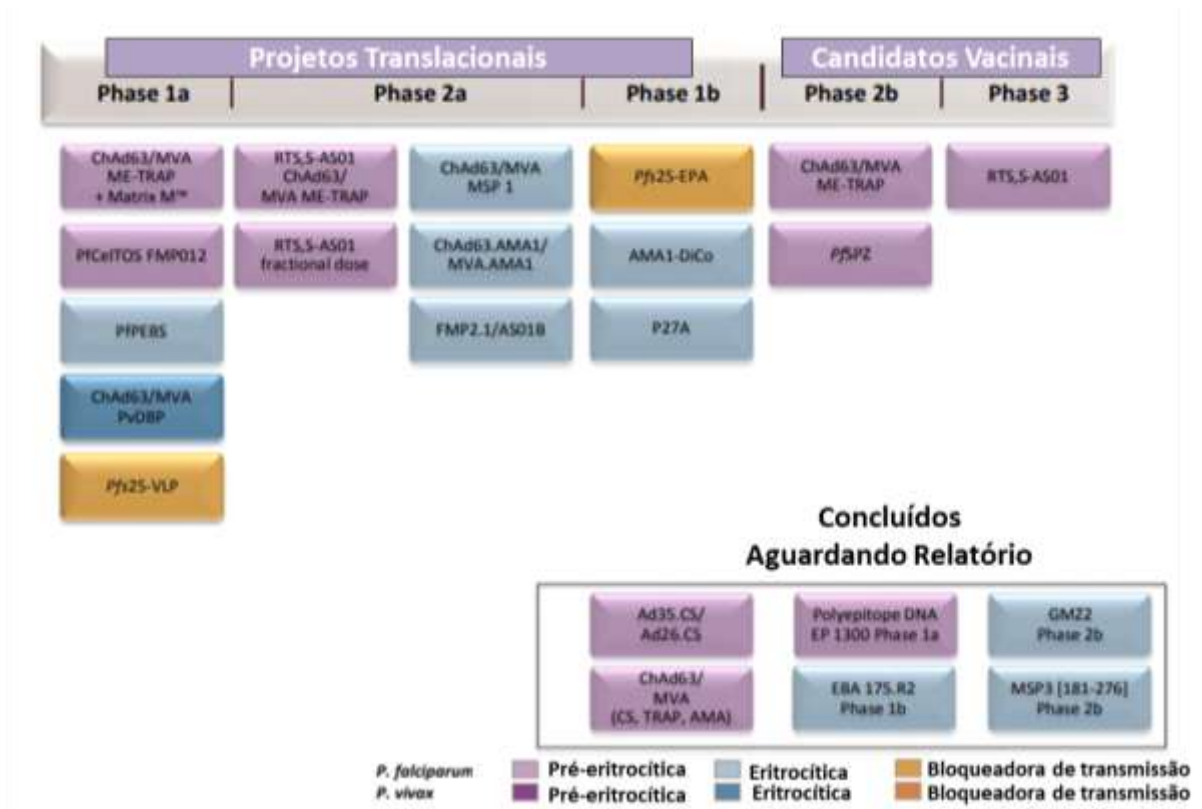 Projetos Translacionais
Candidatos Vacinais
Phase 1a
Phase 2a
Phase 1b
Phase 2b
Phase 3
ChAd63/MVA
ME-TRAP
+ Matrix M™
PfCelTOS FMP012
PfPEBS
ChAd63/MVA
PvDBP
Pfs25-VLP
RTS,S-AS01
ChAd63/
MVA ME-TRAP
RTS,S-AS01
fractional dose
ChAd63/MVA
MSP 1
ChAd63.AMA1/
MVA.AMA1
FMP2.1/AS01B
Pfs25-EPA
AMA1-DiCo
P27A
ChAd63/MVA
ME-TRAP
PfSPZ
RTS,S-AS01
Concluídos
Aguardando Relatório
Ad35.CS/
Ad26.CS
Polyepitope DNA
EP 1300 Phase 1a
GMZ2
Phase 2b
ChAd63/
MVA
(CS, TRAP, AMA)
EBA 175.R2
Phase 1b
MSP3 [181-276]
Phase 2b
P. falciparum Pré-eritrocítica Eritrocítica Bloqueadora de transmissão
P. vivax Pré-eritrocítica Eritrocítica Bloqueadora de transmissão